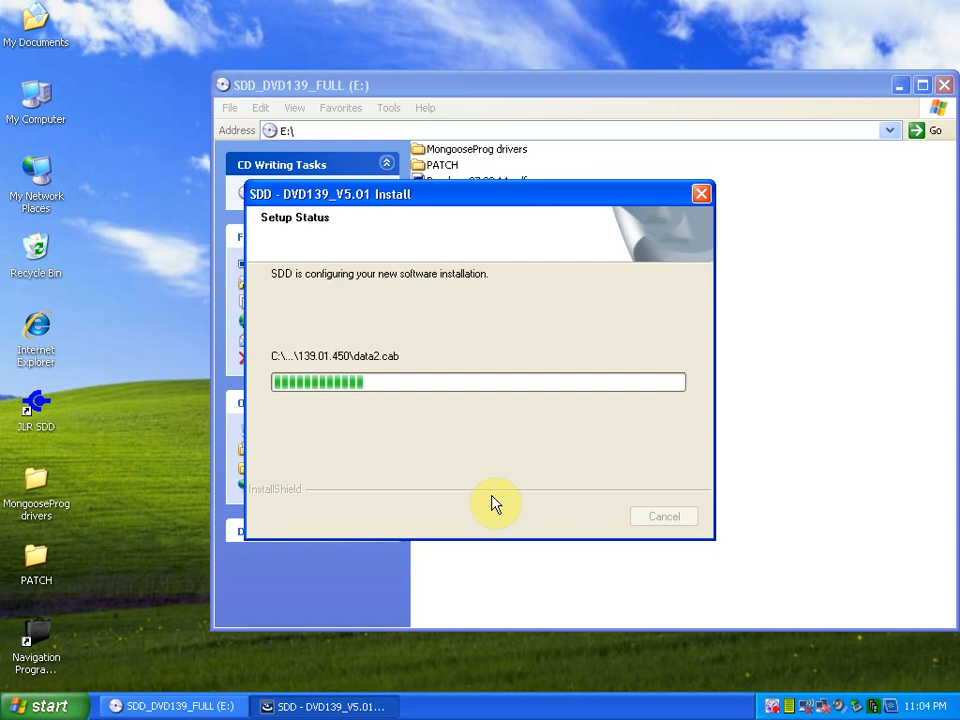 My Documents
My Computer
My Network
Places
Recycle Bin
Internet
Explorer
JLR SDD
MongooseProg
drivers
PATCH
Navigation
Progra...
SDD_DVD139_FULL (E:)
File Edit View Favorites Tools Help
Address E:\ Go
CD Writing Tasks
MongooseProg drivers
PATCH
SDD - DVD139_V5.01 Install
Setup Status
SDD is configuring your new software installation.
C:\...\139.01.450\data2.cab
InstallShield
Cancel
start
SDD_DVD139_FULL (E:)
SDD - DVD139_V5.01...
11:04 PM